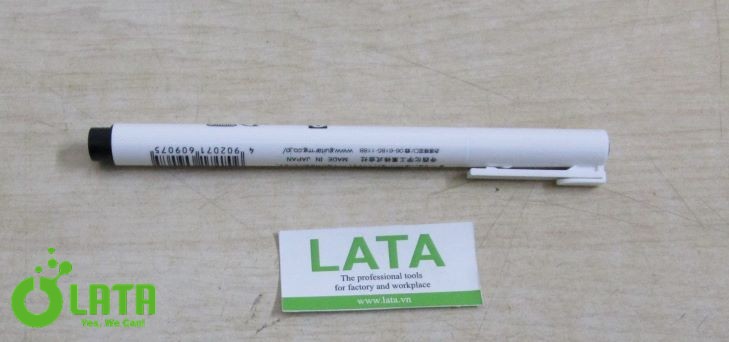 4 902071 609075
MADE IN JAPAN
LATA
The professional tools
for factory and workplace
www.lata.vn
LATA
Yes, We Can!